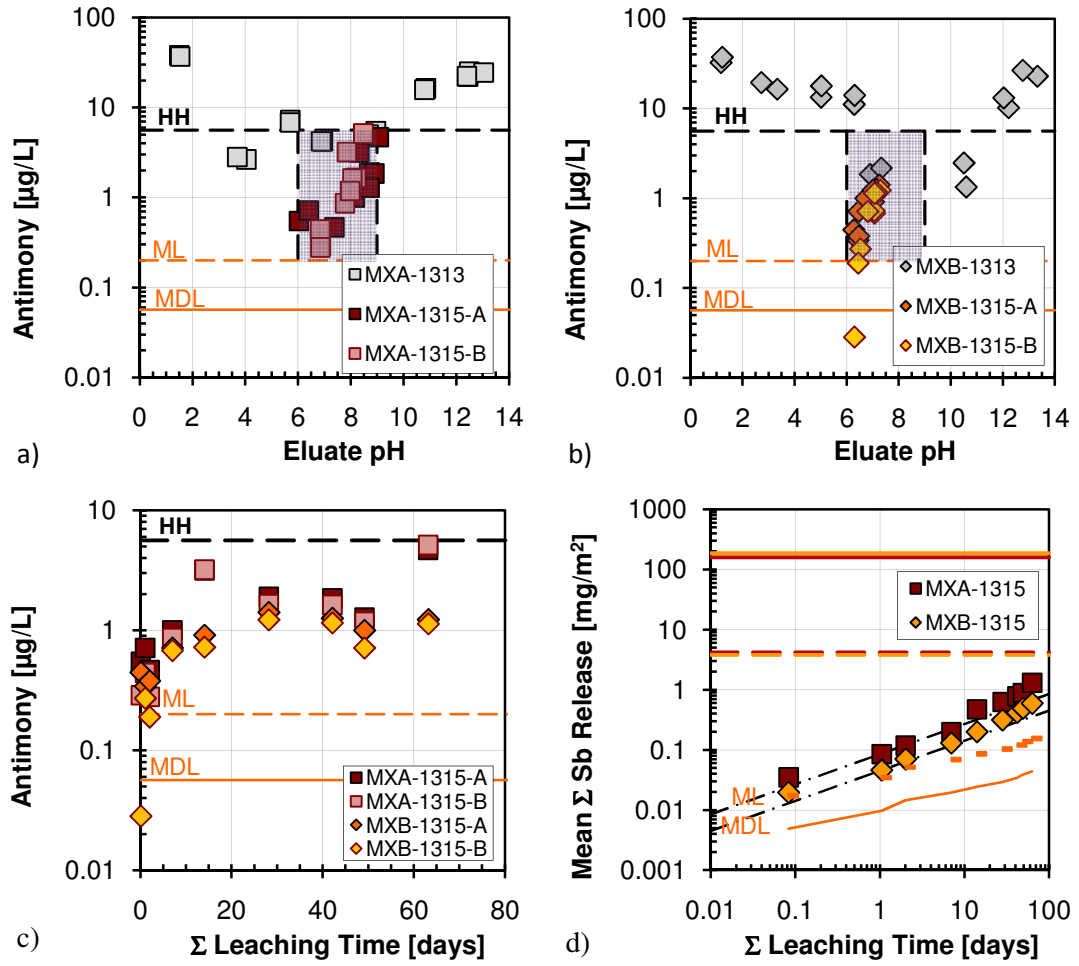 100
10
1
0.1
0.01
Antimony [µg/L]
HH
ML
MDL
MXA-1313
MXA-1315-A
MXA-1315-B
0 2 4 6 8 10 12 14
Eluate pH
a)
100
10
1
0.1
0.01
Antimony [µg/L]
HH
ML
MDL
MXB-1313
MXB-1315-A
MXB-1315-B
0 2 4 6 8 10 12 14
Eluate pH
b)
10
1
0.1
0.01
Antimony [µg/L]
HH
ML
MDL
MXA-1315-A
MXA-1315-B
MXB-1315-A
MXB-1315-B
0 20 40 60 80
Σ Leaching Time [days]
c)
1000
100
10
1
0.1
0.01
0.001
Mean Σ Sb Release [mg/m²]
MXA-1315
MXB-1315
ML
MDL
0.01 0.1 1 10 100
Σ Leaching Time [days]
d)